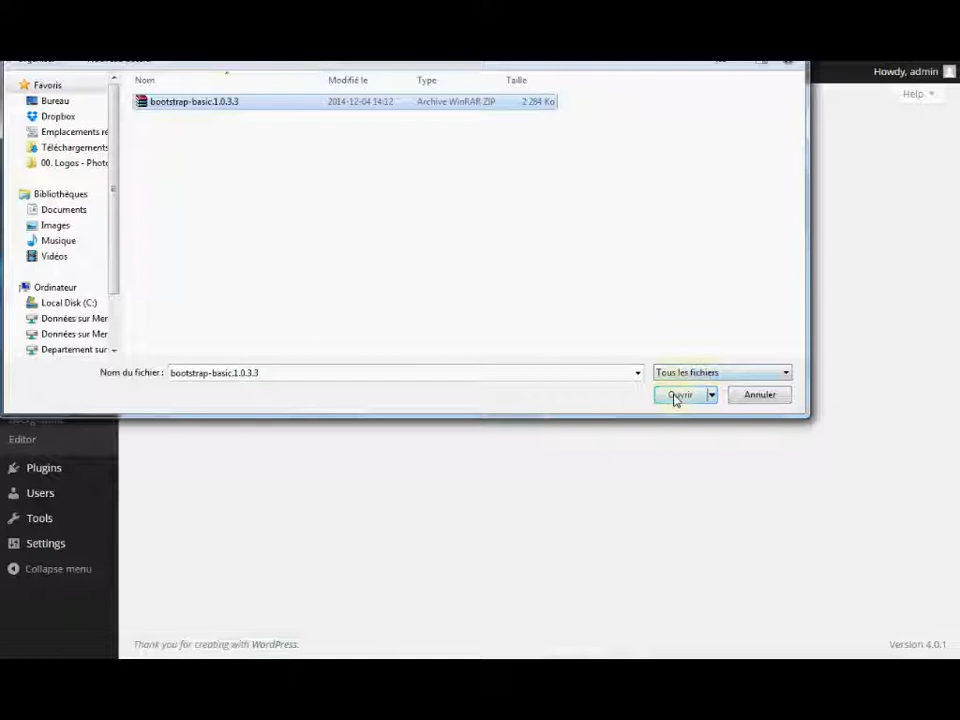 Howdy, admin
Help
Favoris
Nom
Modifié le
Type
Taille
Bureau
bootstrap-basic.1.0.3.3
2014-12-04 14:12
Archive WinRAR ZIP
2 284 Ko
Dropbox
Emplacements ré
Téléchargements
00. Logos - Photo
Bibliothèques
Documents
Images
Musique
Vidéos
Ordinateur
Local Disk (C:)
Données sur Mer
Données sur Mer
Departement sur
Nom du fichier :
bootstrap-basic.1.0.3.3
Tous les fichiers
Ouvrir
Annuler
Editor
Plugins
Users
Tools
Settings
Collapse menu
Thank you for creating with WordPress.
Version 4.0.1